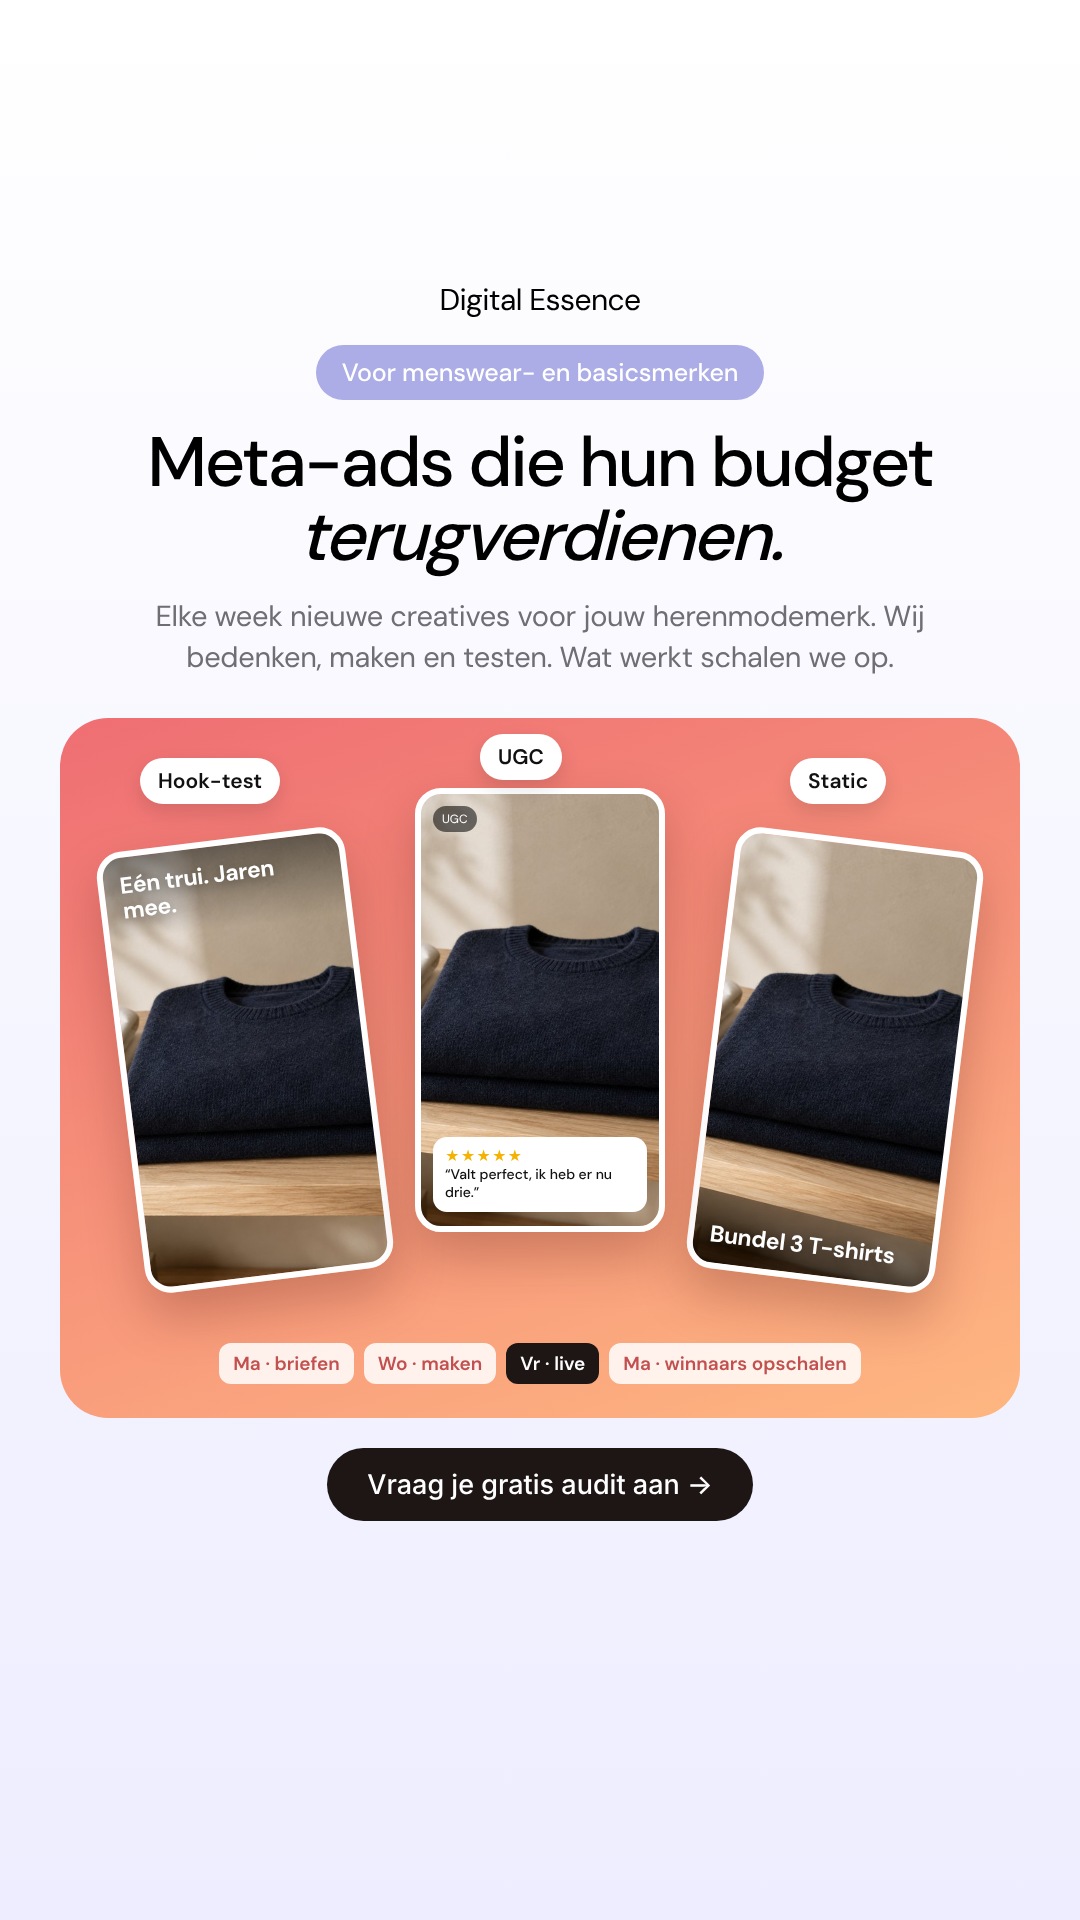 Digital Essence
Voor menswear- en basicsmerken
Meta-ads die hun budget
terugverdienen.
Elke week nieuwe creatives voor jouw herenmodemerk. Wij
bedenken, maken en testen. Wat werkt schalen we op.
Hook-test
UGC
Static
Eén trui. Jaren
mee.
UGC
★★★★★
“Valt perfect, ik heb er nu
drie.”
Bundel 3 T-shirts
Ma · briefen
Wo · maken
Vr · live
Ma · winnaars opschalen
Vraag je gratis audit aan →